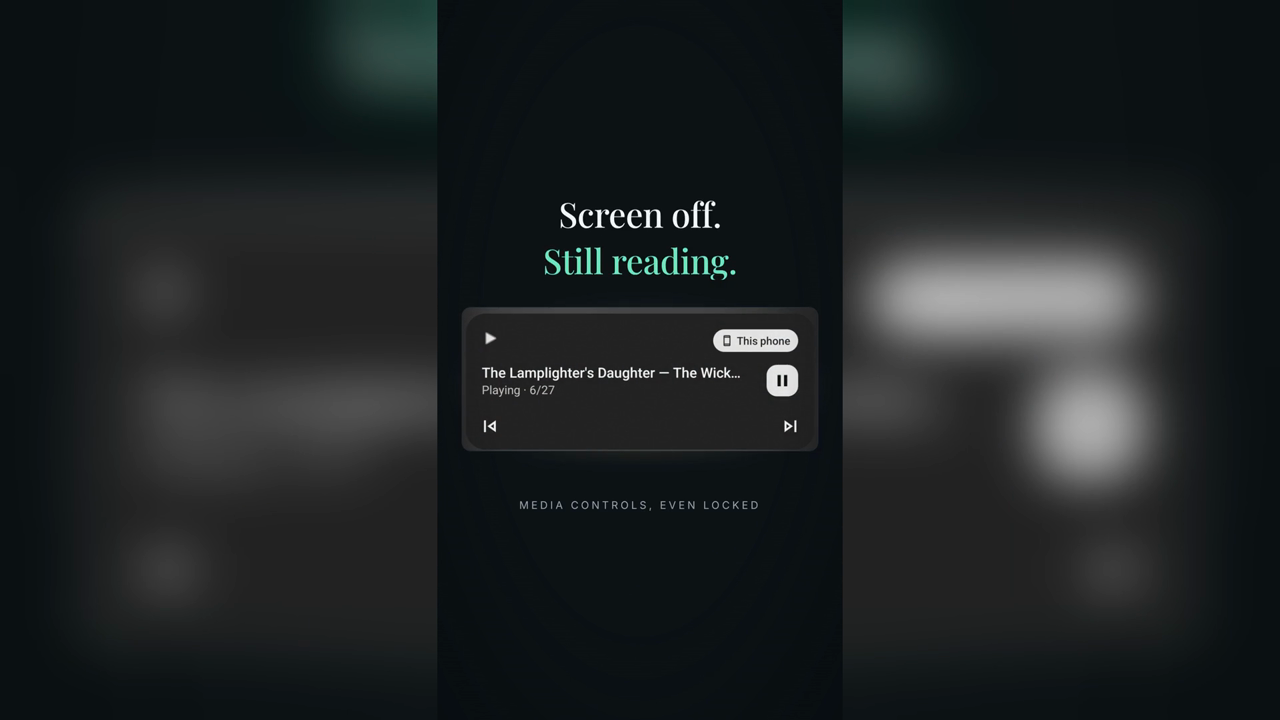 Screen off.
Still reading.
This phone
The Lamplighter's Daughter — The Wick...
Playing · 6/27
MEDIA CONTROLS, EVEN LOCKED